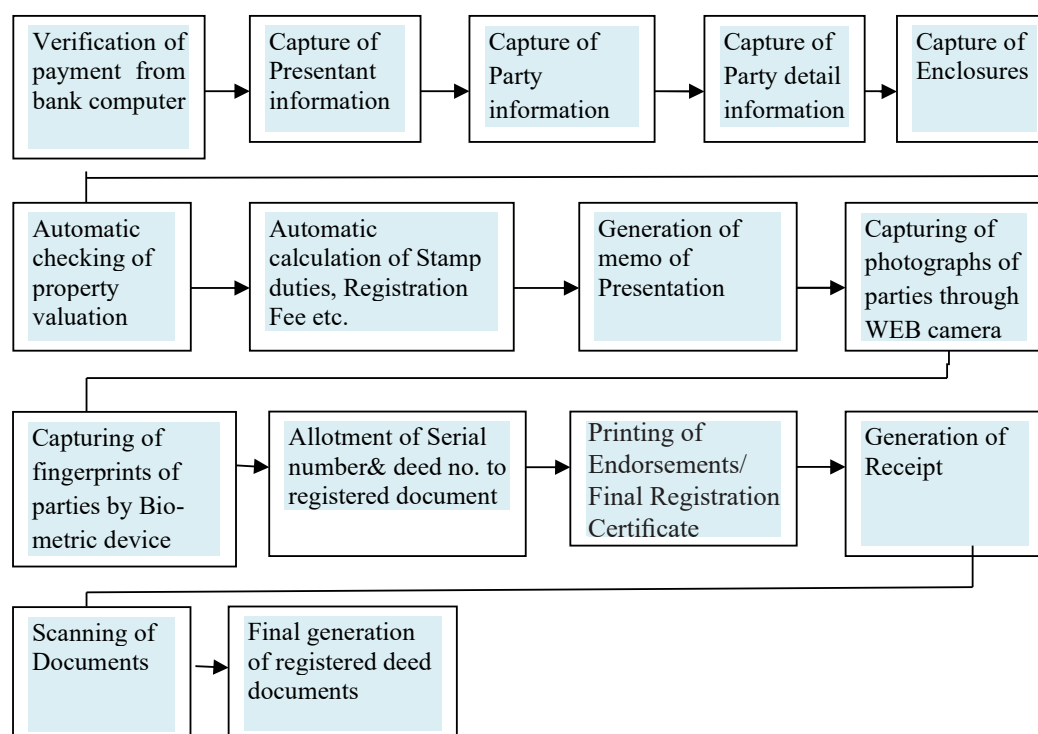 Verification of
payment from
bank computer
Capture of
Presentant
information
Capture of
Party
information
Capture of
Party detail
information
Capture of
Enclosures
Automatic
checking of
property
valuation
Automatic
calculation of Stamp
duties, Registration
Fee etc.
Generation of
memo of
Presentation
Capturing of
photographs of
parties through
WEB camera
Capturing of
fingerprints of
parties by Bio-
metric device
Allotment of Serial
number& deed no. to
registered document
Printing of
Endorsements/
Final Registration
Certificate
Generation of
Receipt
Scanning of
Documents
Final generation
of registered deed
documents